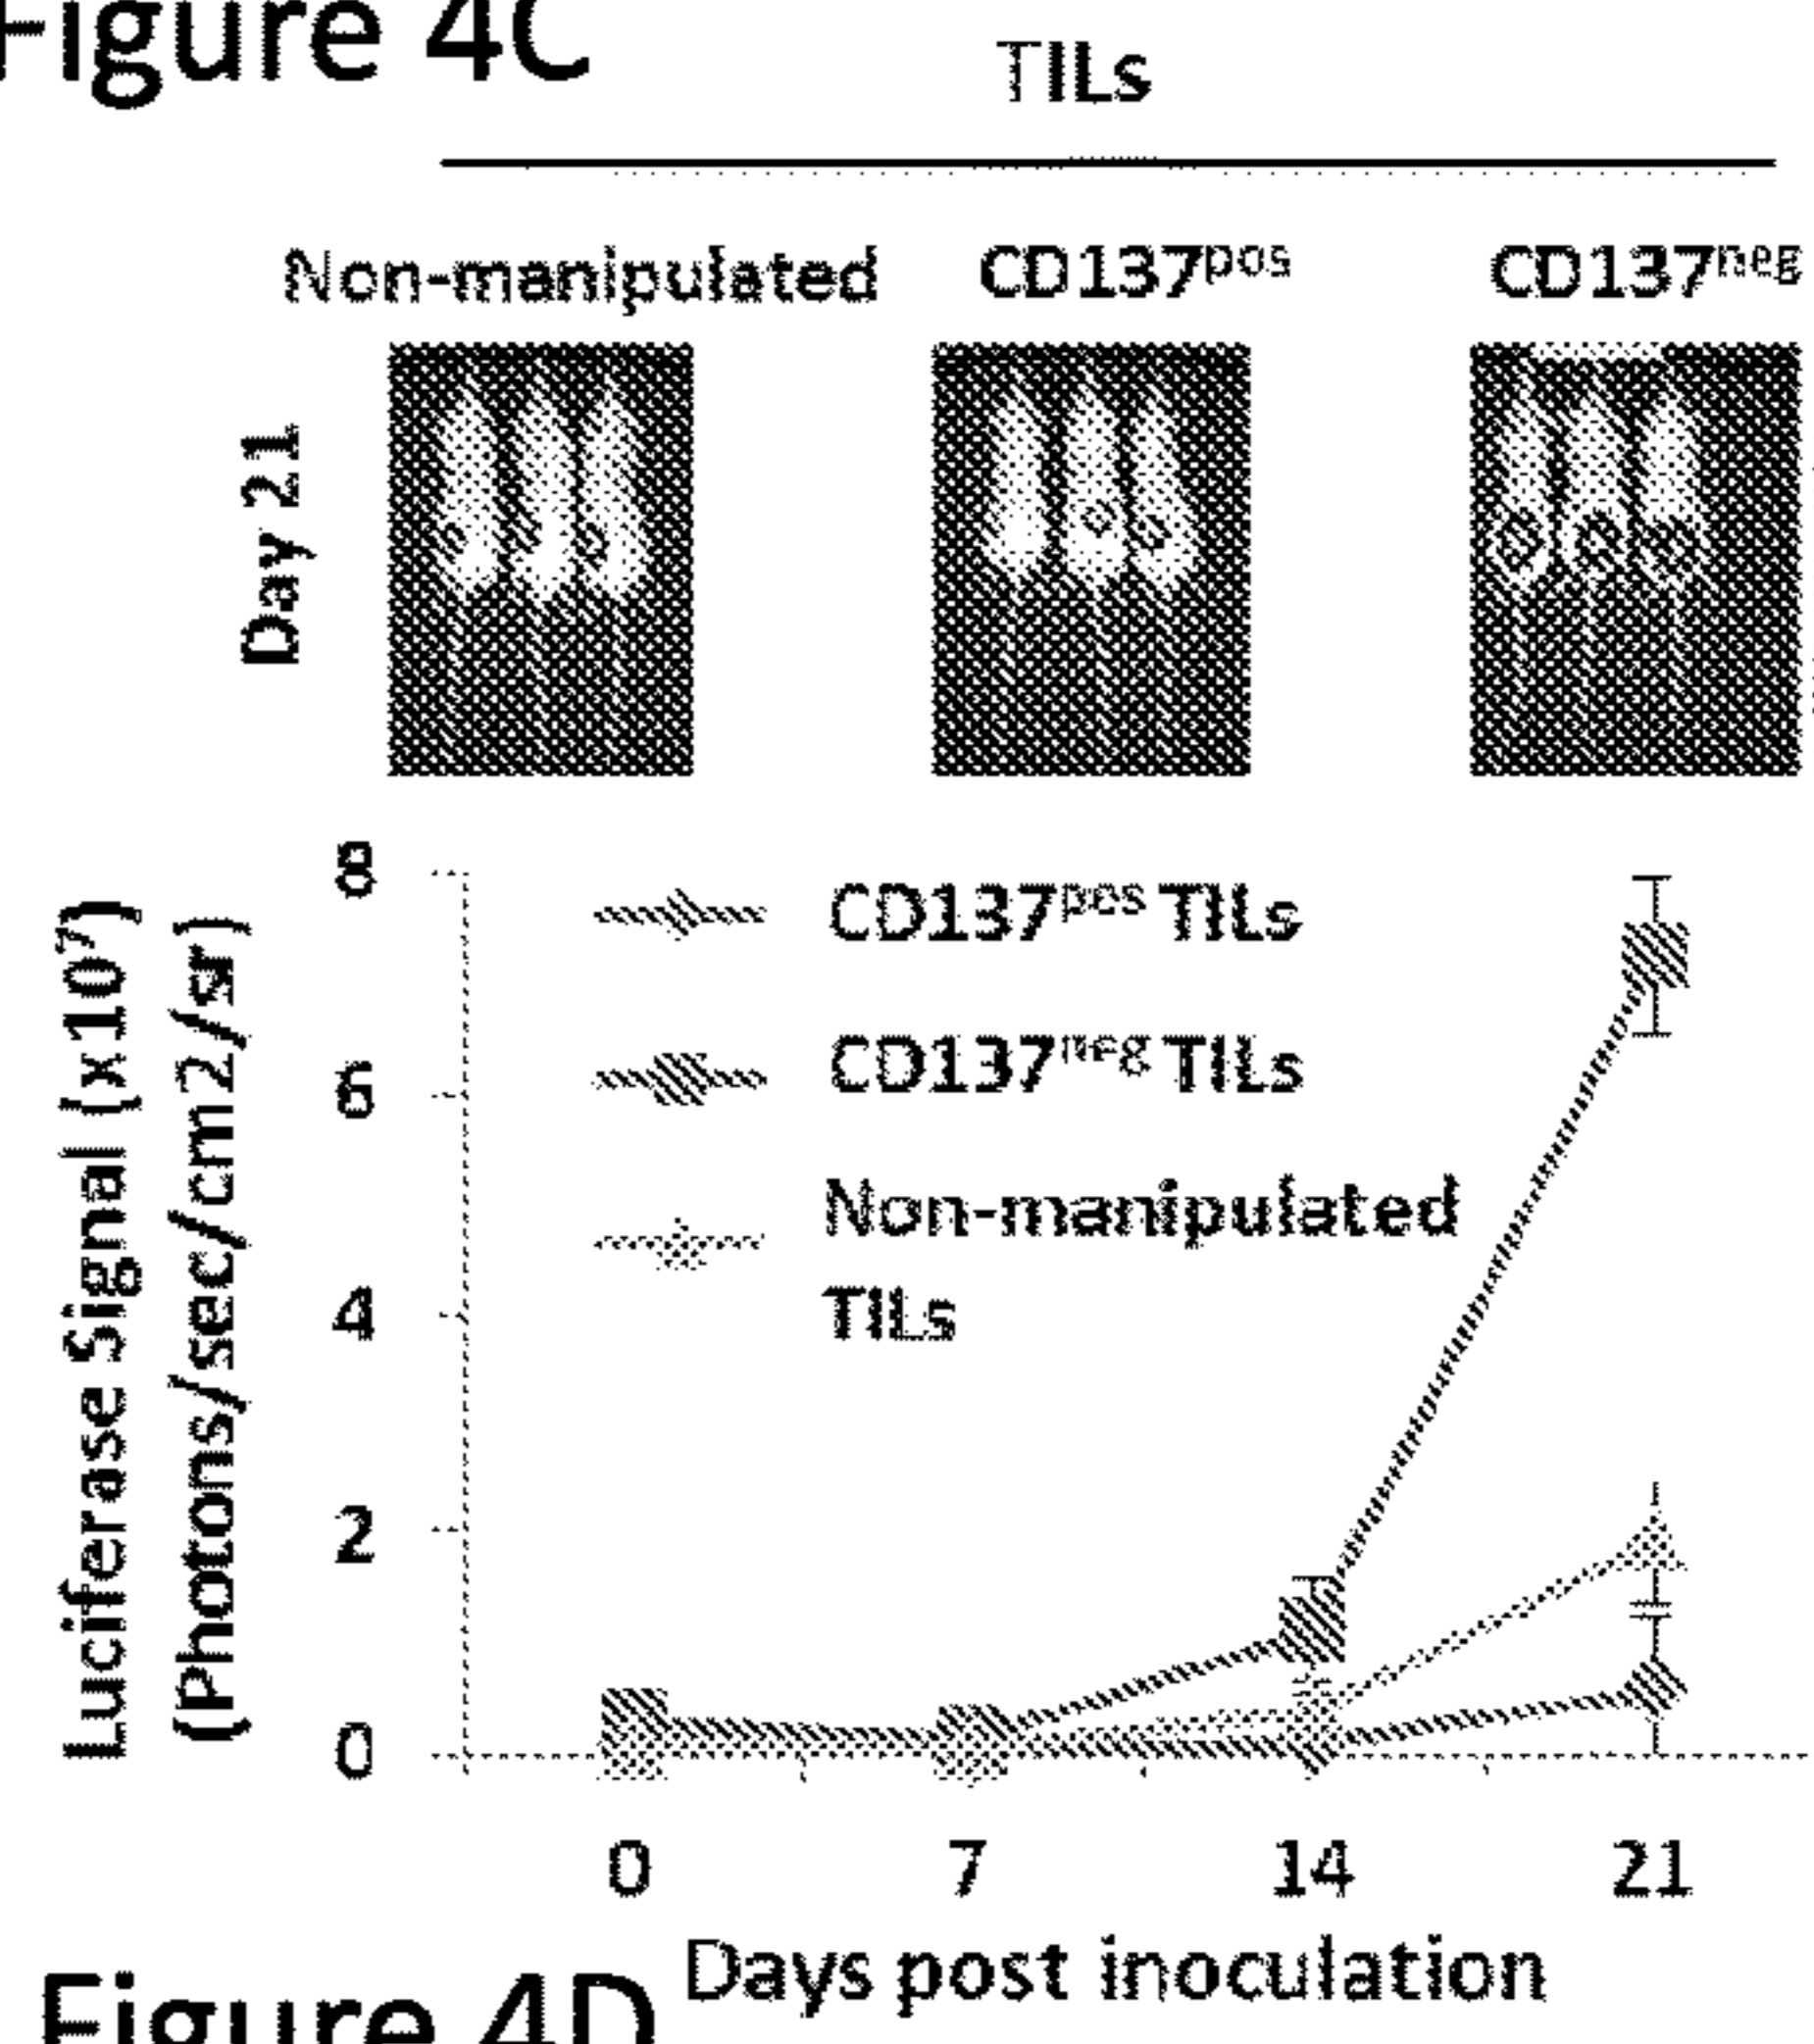 Figure 4C
TILs
Non-manipulated CD137pos CD137neg
Day 21
Luciferase Signal (x10⁷)
(Photons/sec/cm2/sr)
8
6
4
2
0
CD137pos TILs
CD137neg TILs
Non-manipulated
TILs
0 7 14 21
Days post inoculation
Figure 4D